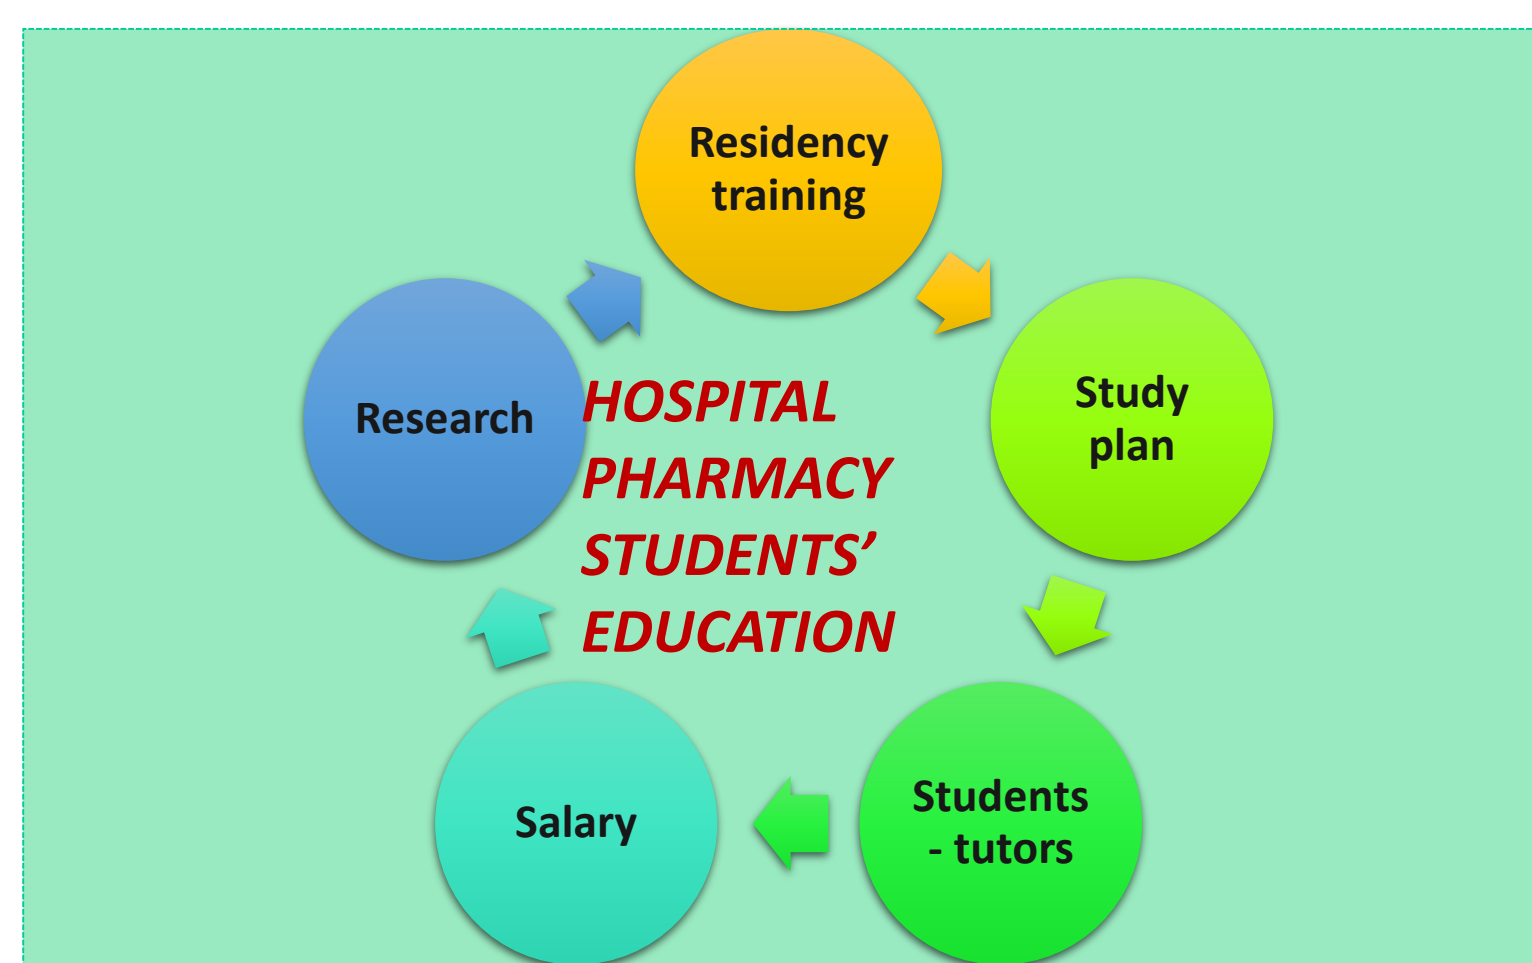 Residency
training
Study
plan
Students
- tutors
Salary
Research
HOSPITAL
PHARMACY
STUDENTS’
EDUCATION